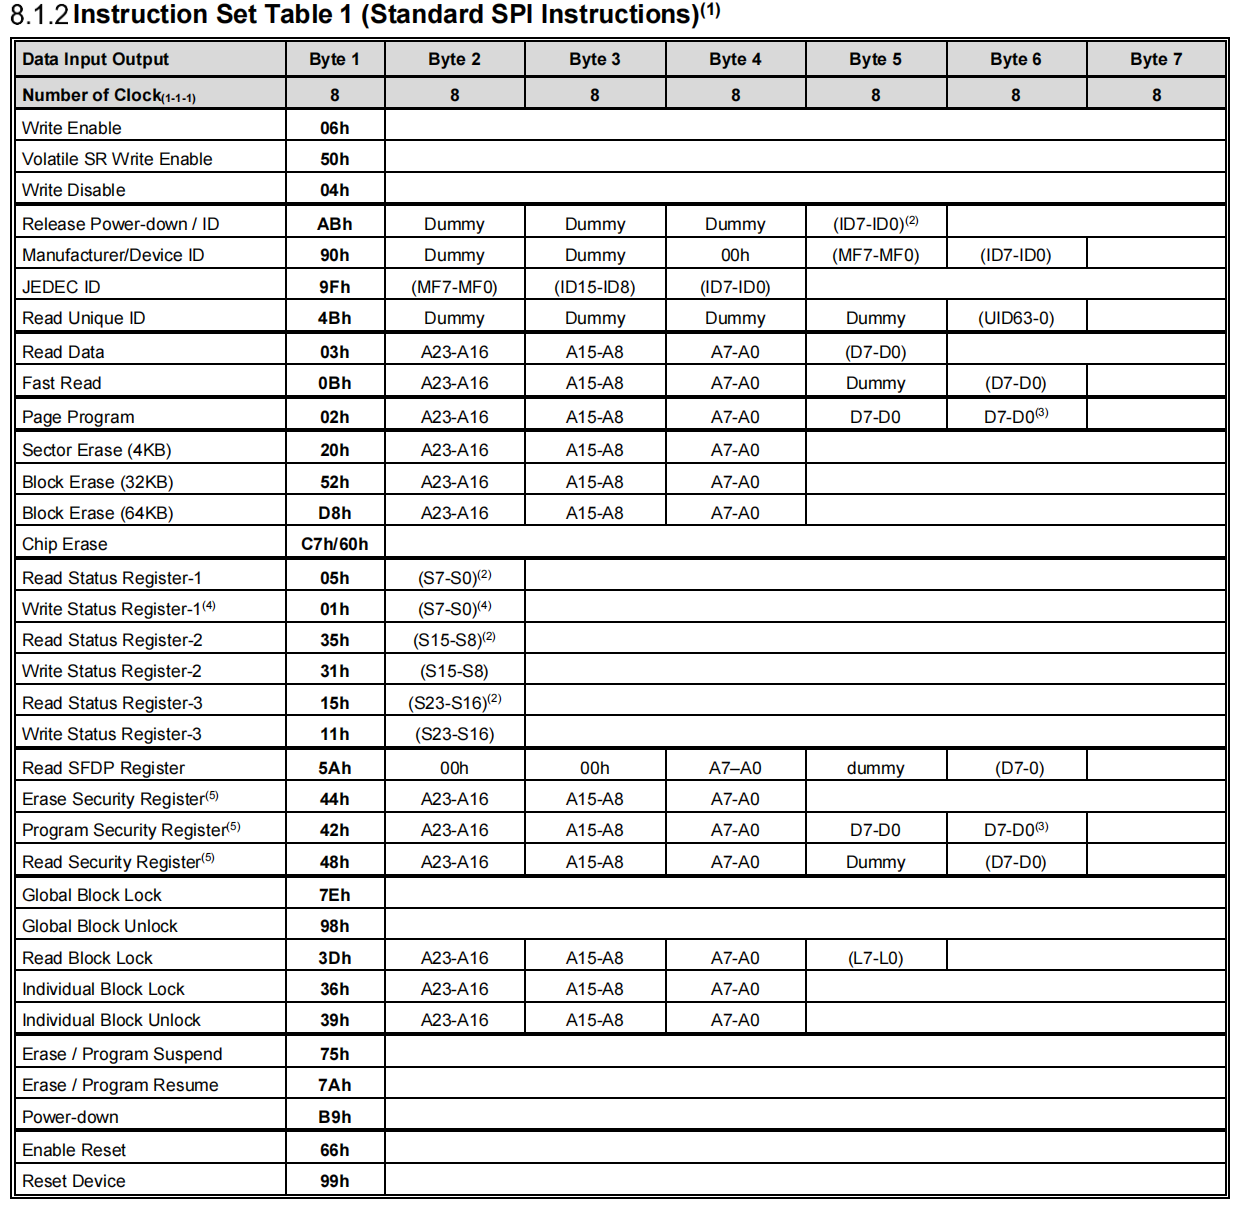 8.1.2 Instruction Set Table 1 (Standard SPI Instructions)(1)
Data Input Output Byte 1 Byte 2 Byte 3 Byte 4 Byte 5 Byte 6 Byte 7
Number of Clock(1-1-1) 8 8 8 8 8 8 8
Write Enable 06h
Volatile SR Write Enable 50h
Write Disable 04h
Release Power-down / ID ABh Dummy Dummy Dummy (ID7-ID0)(2)
Manufacturer/Device ID 90h Dummy Dummy 00h (MF7-MF0) (ID7-ID0)
JEDEC ID 9Fh (MF7-MF0) (ID15-ID8) (ID7-ID0)
Read Unique ID 4Bh Dummy Dummy Dummy Dummy (UID63-0)
Read Data 03h A23-A16 A15-A8 A7-A0 (D7-D0)
Fast Read 0Bh A23-A16 A15-A8 A7-A0 Dummy (D7-D0)
Page Program 02h A23-A16 A15-A8 A7-A0 D7-D0 D7-D0(3)
Sector Erase (4KB) 20h A23-A16 A15-A8 A7-A0
Block Erase (32KB) 52h A23-A16 A15-A8 A7-A0
Block Erase (64KB) D8h A23-A16 A15-A8 A7-A0
Chip Erase C7h/60h
Read Status Register-1 05h (S7-S0)(2)
Write Status Register-1(4) 01h (S7-S0)(4)
Read Status Register-2 35h (S15-S8)(2)
Write Status Register-2 31h (S15-S8)
Read Status Register-3 15h (S23-S16)(2)
Write Status Register-3 11h (S23-S16)
Read SFDP Register 5Ah 00h 00h A7–A0 dummy (D7-0)
Erase Security Register(5) 44h A23-A16 A15-A8 A7-A0
Program Security Register(5) 42h A23-A16 A15-A8 A7-A0 D7-D0 D7-D0(3)
Read Security Register(5) 48h A23-A16 A15-A8 A7-A0 Dummy (D7-D0)
Global Block Lock 7Eh
Global Block Unlock 98h
Read Block Lock 3Dh A23-A16 A15-A8 A7-A0 (L7-L0)
Individual Block Lock 36h A23-A16 A15-A8 A7-A0
Individual Block Unlock 39h A23-A16 A15-A8 A7-A0
Erase / Program Suspend 75h
Erase / Program Resume 7Ah
Power-down B9h
Enable Reset 66h
Reset Device 99h